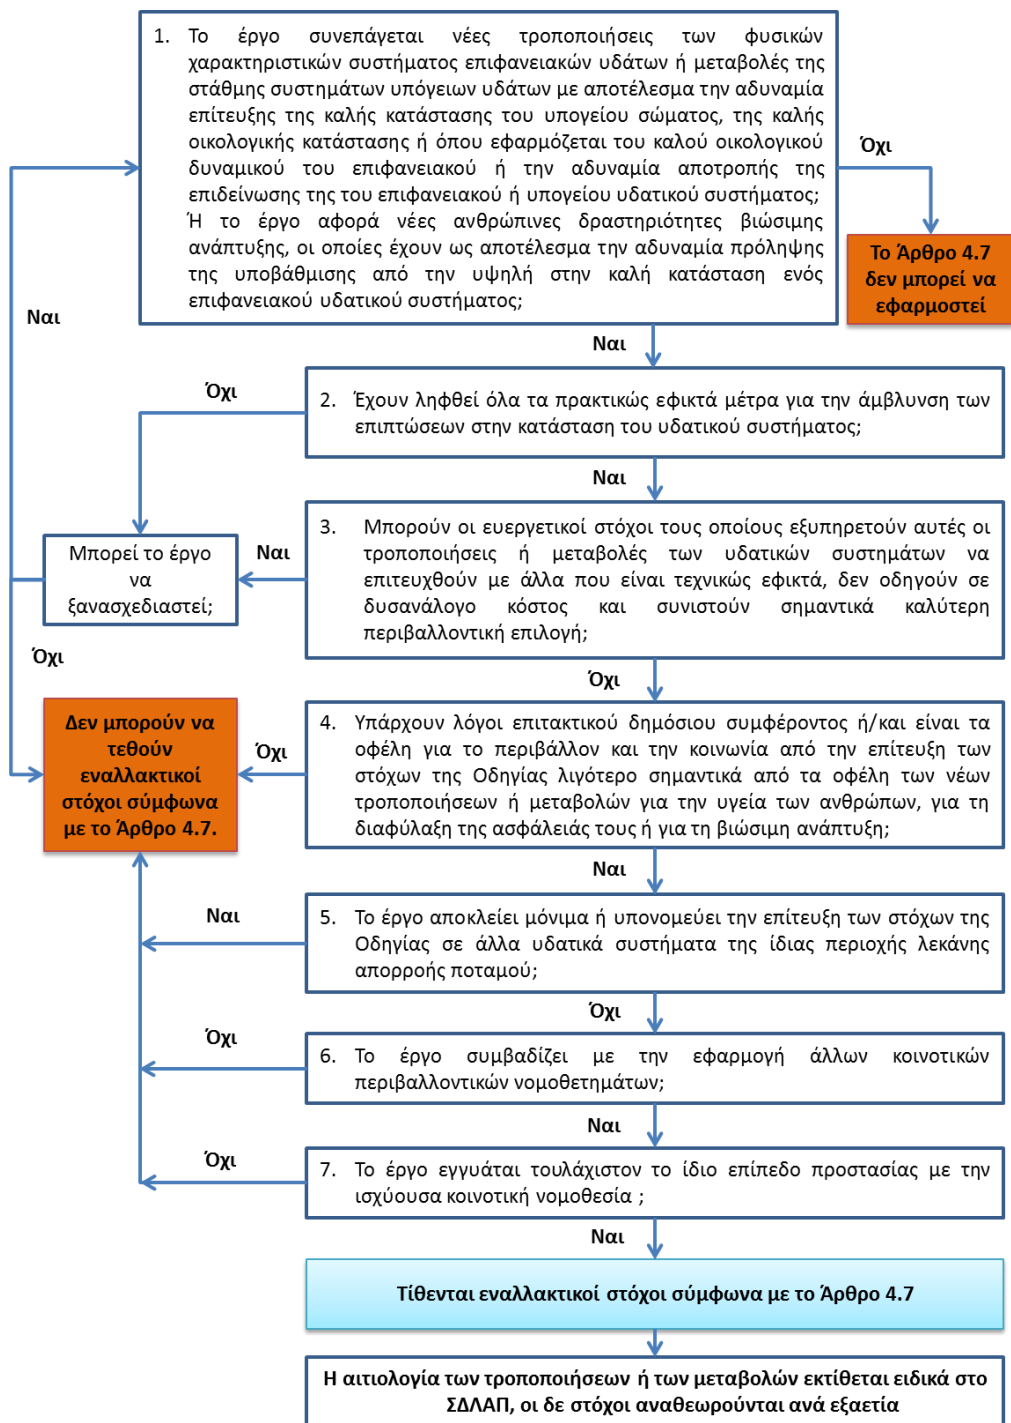 1. Το έργο συνεπάγεται νέες τροποποιήσεις των φυσικών
χαρακτηριστικών συστήματος επιφανειακών υδάτων ή μεταβολές της
στάθμης συστημάτων υπόγειων υδάτων με αποτέλεσμα την αδυναμία
επίτευξης της καλής κατάστασης του υπογείου σώματος, της καλής
οικολογικής κατάστασης ή όπου εφαρμόζεται του καλού οικολογικού
δυναμικού του επιφανειακού ή την αδυναμία αποτροπής της
επιδείνωσης της του επιφανειακού ή υπογείου υδατικού συστήματος;
Ή το έργο αφορά νέες ανθρώπινες δραστηριότητες βιώσιμης
ανάπτυξης, οι οποίες έχουν ως αποτέλεσμα την αδυναμία πρόληψης
της υποβάθμισης από την υψηλή στην καλή κατάσταση ενός
επιφανειακού υδατικού συστήματος;
Όχι
Το Άρθρο 4.7
δεν μπορεί να
εφαρμοστεί
Ναι
Ναι
Όχι
2. Έχουν ληφθεί όλα τα πρακτικώς εφικτά μέτρα για την άμβλυνση των
επιπτώσεων στην κατάσταση του υδατικού συστήματος;
Ναι
3. Μπορούν οι ευεργετικοί στόχοι τους οποίους εξυπηρετούν αυτές οι
τροποποιήσεις ή μεταβολές των υδατικών συστημάτων να
επιτευχθούν με άλλα που είναι τεχνικώς εφικτά, δεν οδηγούν σε
δυσανάλογο κόστος και συνιστούν σημαντικά καλύτερη
περιβαλλοντική επιλογή;
Ναι
Μπορεί το έργο
να
ξανασχεδιαστεί;
Όχι
Όχι
4. Υπάρχουν λόγοι επιτακτικού δημόσιου συμφέροντος ή/και είναι τα
οφέλη για το περιβάλλον και την κοινωνία από την επίτευξη των
στόχων της Οδηγίας λιγότερο σημαντικά από τα οφέλη των νέων
τροποποιήσεων ή μεταβολών για την υγεία των ανθρώπων, για τη
διαφύλαξη της ασφάλειάς τους ή για τη βιώσιμη ανάπτυξη;
Όχι
Δεν μπορούν να
τεθούν
εναλλακτικοί
στόχοι σύμφωνα
με το Άρθρο 4.7.
Ναι
Ναι
5. Το έργο αποκλείει μόνιμα ή υπονομεύει την επίτευξη των στόχων της
Οδηγίας σε άλλα υδατικά συστήματα της ίδιας περιοχής λεκάνης
απορροής ποταμού;
Όχι
Όχι
6. Το έργο συμβαδίζει με την εφαρμογή άλλων κοινοτικών
περιβαλλοντικών νομοθετημάτων;
Ναι
Όχι
7. Το έργο εγγυάται τουλάχιστον το ίδιο επίπεδο προστασίας με την
ισχύουσα κοινοτική νομοθεσία ;
Ναι
Τίθενται εναλλακτικοί στόχοι σύμφωνα με το Άρθρο 4.7
Η αιτιολογία των τροποποιήσεων ή των μεταβολών εκτίθεται ειδικά στο
ΣΔΛΑΠ, οι δε στόχοι αναθεωρούνται ανά εξαετία